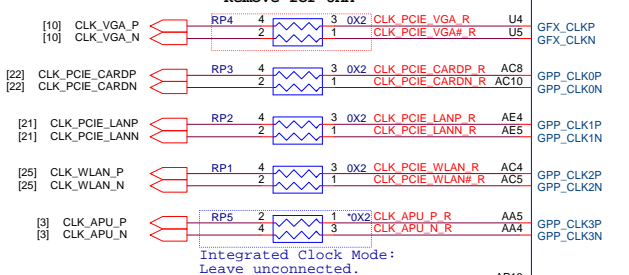 [10] CLK_VGA_P RP4 4 3 0X2 CLK_PCIE_VGA_R U4 GFX_CLKP
[10] CLK_VGA_N 2 1 CLK_PCIE_VGA#_R U5 GFX_CLKN
[22] CLK_PCIE_CARDP RP3 4 3 0X2 CLK_PCIE_CARDP_R AC8 GPP_CLK0P
[22] CLK_PCIE_CARDN 2 1 CLK_PCIE_CARDN_R AC10 GPP_CLK0N
[21] CLK_PCIE_LANP RP2 4 3 0X2 CLK_PCIE_LANP_R AE4 GPP_CLK1P
[21] CLK_PCIE_LANN 2 1 CLK_PCIE_LANN_R AE5 GPP_CLK1N
[25] CLK_WLAN_P RP1 4 3 0X2 CLK_PCIE_WLAN_R AC4 GPP_CLK2P
[25] CLK_WLAN_N 2 1 CLK_PCIE_WLAN#_R AC5 GPP_CLK2N
[3] CLK_APU_P RP5 2 1 *0X2 CLK_APU_P_R AA5 GPP_CLK3P
[3] CLK_APU_N 4 3 CLK_APU_N_R AA4 GPP_CLK3N
Integrated Clock Mode:
Leave unconnected.